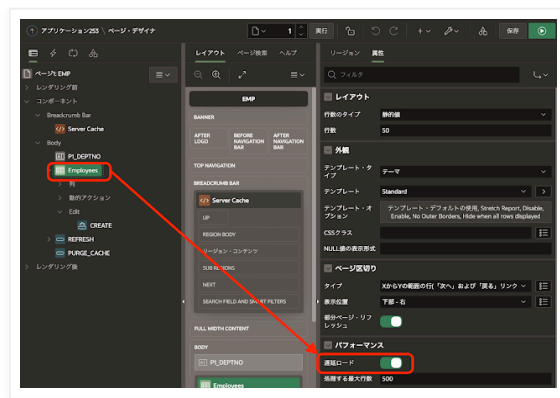 アプリケーション253 \ ページ・デザイナ
1
実行
保存
ページ1: EMP
レンダリング前
コンポーネント
Breadcrumb Bar
Server Cache
Body
P1_DEPTNO
Employees
列
動的アクション
Edit
CREATE
REFRESH
PURGE_CACHE
レンダリング後
レイアウト ページ検索 ヘルプ
EMP
BANNER
AFTER LOGO
BEFORE NAVIGATION BAR
AFTER NAVIGATION BAR
TOP NAVIGATION
BREADCRUMB BAR
Server Cache
UP
REGION BODY
リージョン・コンテンツ
SUB REGIONS
NEXT
SEARCH FIELD AND SMART FILTERS
FULL WIDTH CONTENT
BODY
P1_DEPTNO
Employees
リージョン 属性
フィルタ
レイアウト
行数のタイプ 静的値
行数 50
外観
テンプレート・タイプ テーマ
テンプレート Standard
テンプレート・オプション テンプレート・デフォルトの使用, Stretch Report, Disable, Enable, No Outer Borders, Hide when all rows displayed
CSSクラス
NULL値の表示形式
ページ区切り
タイプ XからYの範囲の行(「次へ」および「戻る」リンク
表示位置 下部 - 右
部分ページ・リフレッシュ
パフォーマンス
遅延ロード
処理する最大行数 500